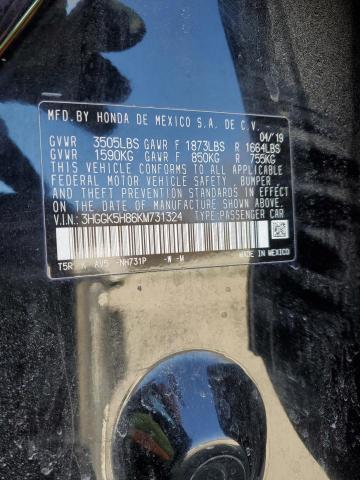 MFD. BY HONDA DE MEXICO S.A. DE C.V. 04/19
GVWR 3505LBS GAWR F 1873LBS R 1664LBS
GVWR 1590KG GAWR F 850KG R 755KG
THIS VEHICLE CONFORMS TO ALL APPLICABLE
FEDERAL MOTOR VEHICLE SAFETY, BUMPER,
AND THEFT PREVENTION STANDARDS IN EFFECT
ON THE DATE OF MANUFACTURE SHOWN ABOVE.
V.I.N.: 3HGGK5H86KM731324 TYPE:PASSENGER CAR
T5R A AV5 NH731P -W-M MADE IN MEXICO